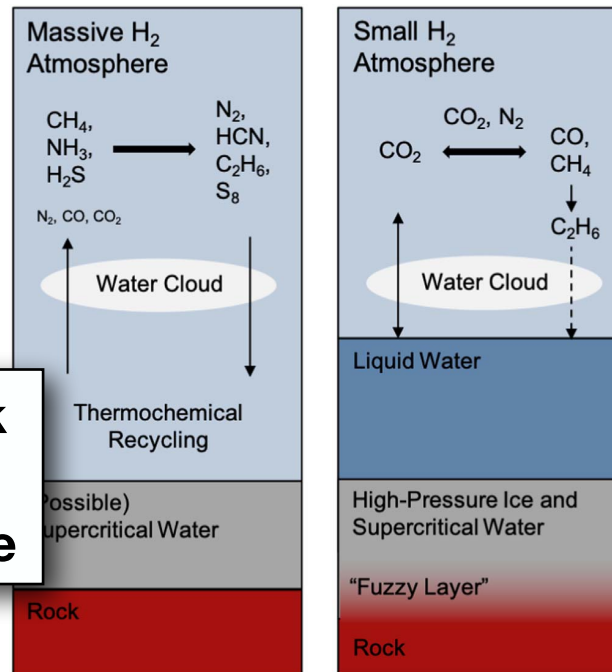 Massive H₂
Atmosphere
CH₄,
NH₃,
H₂S
N₂,
HCN,
C₂H₆,
S₈
N₂, CO, CO₂
Water Cloud
Thermochemical
Recycling
Water
Rock
Small H₂
Atmosphere
CO₂, N₂
CO₂
CO,
CH₄
C₂H₆
Water Cloud
Liquid Water
High-Pressure Ice and
Supercritical Water
“Fuzzy Layer”
Rock